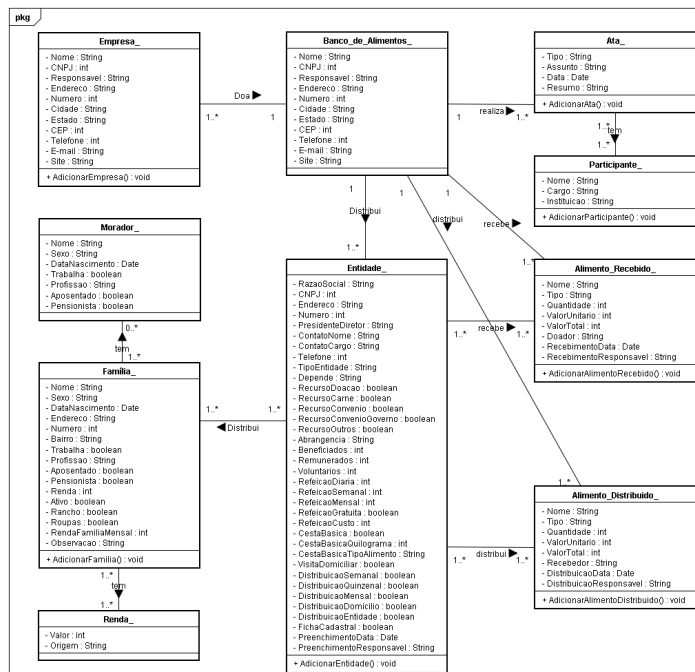 pkg
Empresa_
- Nome : String
- CNPJ : int
- Responsavel : String
- Endereco : String
- Numero : int
- Cidade : String
- Estado : String
- CEP : int
- Telefone : int
- E-mail : String
- Site : String
+ AdicionarEmpresa() : void
Doa
1..*
1
Banco_de_Alimentos_
- Nome : String
- CNPJ : int
- Responsavel : String
- Endereco : String
- Numero : int
- Cidade : String
- Estado : String
- CEP : int
- Telefone : int
- E-mail : String
- Site : String
1
realiza
1..*
Ata_
- Tipo : String
- Assunto : String
- Data : Date
- Resumo : String
+ AdicionarAta() : void
1..*
tem
1..*
Participante_
- Nome : String
- Cargo : String
- Instituicao : String
+ AdicionarParticipante() : void
1
Distribui
1..*
1
distribui
1..*
1
recebe
1..*
Morador_
- Nome : String
- Sexo : String
- DataNascimento : Date
- Trabalha : boolean
- Profissao : String
- Aposentado : boolean
- Pensionista : boolean
0..*
tem
1..*
Família_
- Nome : String
- Sexo : String
- DataNascimento : Date
- Endereco : String
- Numero : int
- Bairro : String
- Trabalha : boolean
- Profissao : String
- Aposentado : boolean
- Pensionista : boolean
- Renda : int
- Ativo : boolean
- Rancho : boolean
- Roupas : boolean
- RendaFamiliaMensal : int
- Observacao : String
+ AdicionarFamilia() : void
1..*
tem
1..*
Renda_
- Valor : int
- Origem : String
1..*
Distribui
1..*
Entidade_
- RazaoSocial : String
- CNPJ : int
- Endereco : String
- Numero : int
- PresidenteDiretor : String
- ContatoNome : String
- ContatoCargo : String
- Telefone : int
- TipoEntidade : String
- Depende : String
- RecursoDoacao : boolean
- RecursoCarne : boolean
- RecursoConvenio : boolean
- RecursoConvenioGoverno : boolean
- RecursoOutros : boolean
- Abrangencia : String
- Beneficiados : int
- Remunerados : int
- Voluntarios : int
- RefeicaoDiaria : int
- RefeicaoSemanal : int
- RefeicaoMensal : int
- RefeicaoGratuita : boolean
- RefeicaoCusto : int
- CestaBasica : boolean
- CestaBasicaQuilograma : int
- CestaBasicaTipoAlimento : String
- VisitaDomiciliar : boolean
- DistribuicaoSemanal : boolean
- DistribuicaoQuinzenal : boolean
- DistribuicaoMensal : boolean
- DistribuicaoDomicilio : boolean
- DistribuicaoEntidade : boolean
- FichaCadastral : boolean
- PreenchimentoData : Date
- PreenchimentoResponsavel : String
+ AdicionarEntidade() : void
1..*
recebe
1..*
Alimento_Recebido_
- Nome : String
- Tipo : String
- Quantidade : int
- ValorUnitario : int
- ValorTotal : int
- Doador : String
- RecebimentoData : Date
- RecebimentoResponsavel : String
+ AdicionarAlimentoRecebido() : void
1..*
distribui
1..*
Alimento_Distribuido_
- Nome : String
- Tipo : String
- Quantidade : int
- ValorUnitario : int
- ValorTotal : int
- Recebedor : String
- DistribuicaoData : Date
- DistribuicaoResponsavel : String
+ AdicionarAlimentoDistribuido() : void